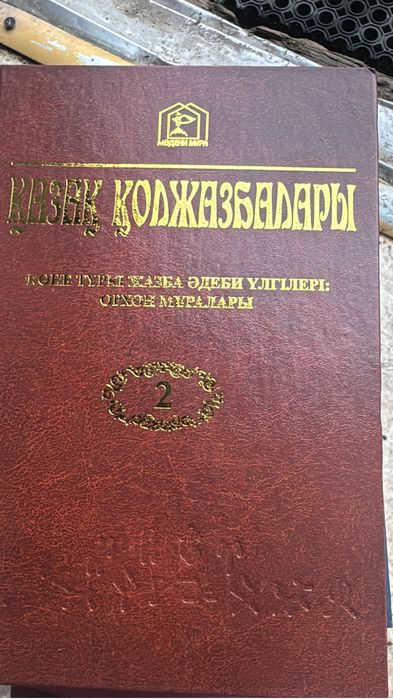 МӘДЕНИ МҰРА
ҚАЗАҚ ҚОЛЖАЗБАЛАРЫ
КӨНЕ ТҮРКІ ЖАЗБА ӘДЕБИ ҮЛГІЛЕРІ:
ОРХОН МҰРАЛАРЫ
2